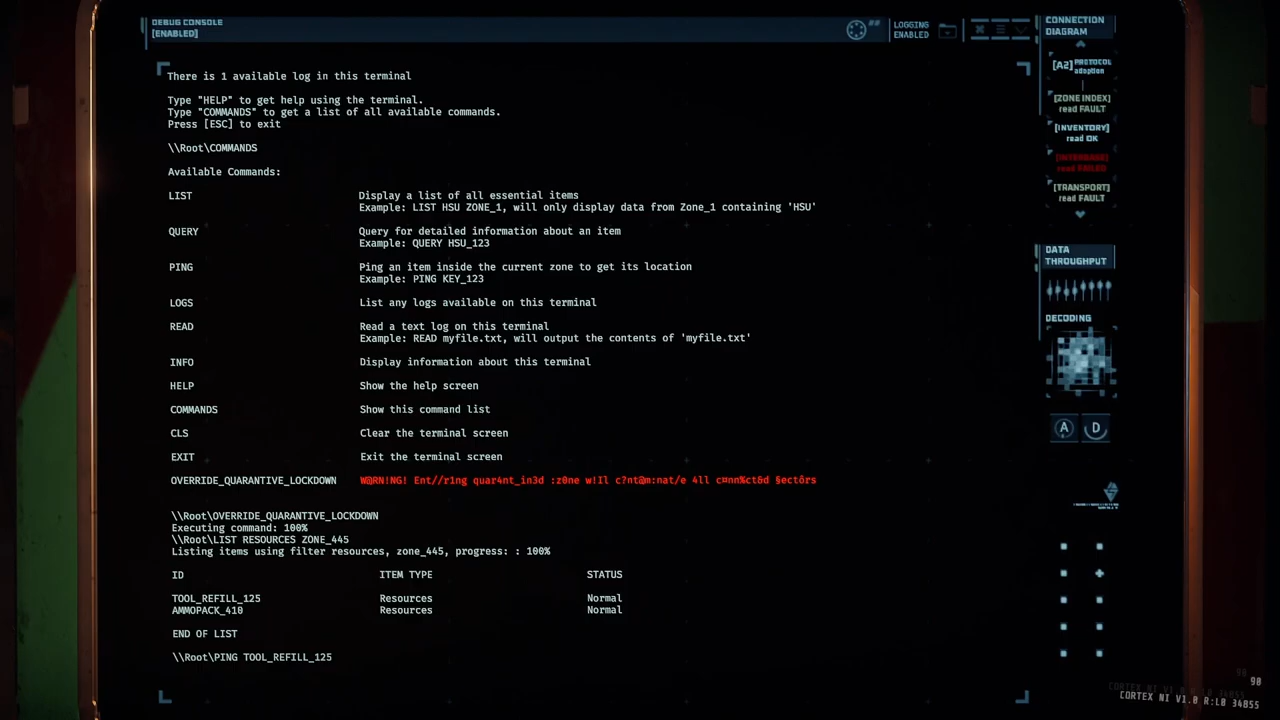 DEBUG CONSOLE
[ENABLED]
LOGGING
ENABLED
There is 1 available log in this terminal
Type "HELP" to get help using the terminal.
Type "COMMANDS" to get a list of all available commands.
Press [ESC] to exit
\\Root\COMMANDS
Available Commands:
LIST Display a list of all essential items
Example: LIST HSU ZONE_1, will only display data from Zone_1 containing 'HSU'
QUERY Query for detailed information about an item
Example: QUERY HSU_123
PING Ping an item inside the current zone to get its location
Example: PING KEY_123
LOGS List any logs available on this terminal
READ Read a text log on this terminal
Example: READ myfile.txt, will output the contents of 'myfile.txt'
INFO Display information about this terminal
HELP Show the help screen
COMMANDS Show this command list
CLS Clear the terminal screen
EXIT Exit the terminal screen
OVERRIDE_QUARANTIVE_LOCKDOWN W@RN!NG! Ent//r1ng quar4nt_in3d :z0ne w!Il c?nt@m:nat/e 4ll c¤nn%ct&d §ectôrs
\\Root\OVERRIDE_QUARANTIVE_LOCKDOWN
Executing command: 100%
\\Root\LIST RESOURCES ZONE_445
Listing items using filter resources, zone_445, progress: : 100%
ID ITEM TYPE STATUS
TOOL_REFILL_125 Resources Normal
AMMOPACK_410 Resources Normal
END OF LIST
\\Root\PING TOOL_REFILL_125
CONNECTION
DIAGRAM
[A2] PROTOCOL
adoption
[ZONE INDEX]
read FAULT
[INVENTORY]
read OK
read FAILED
[TRANSPORT]
read FAULT
DATA
THROUGHPUT
DECODING
A D
90
CORTEX NI V1.0 R:L0 34855